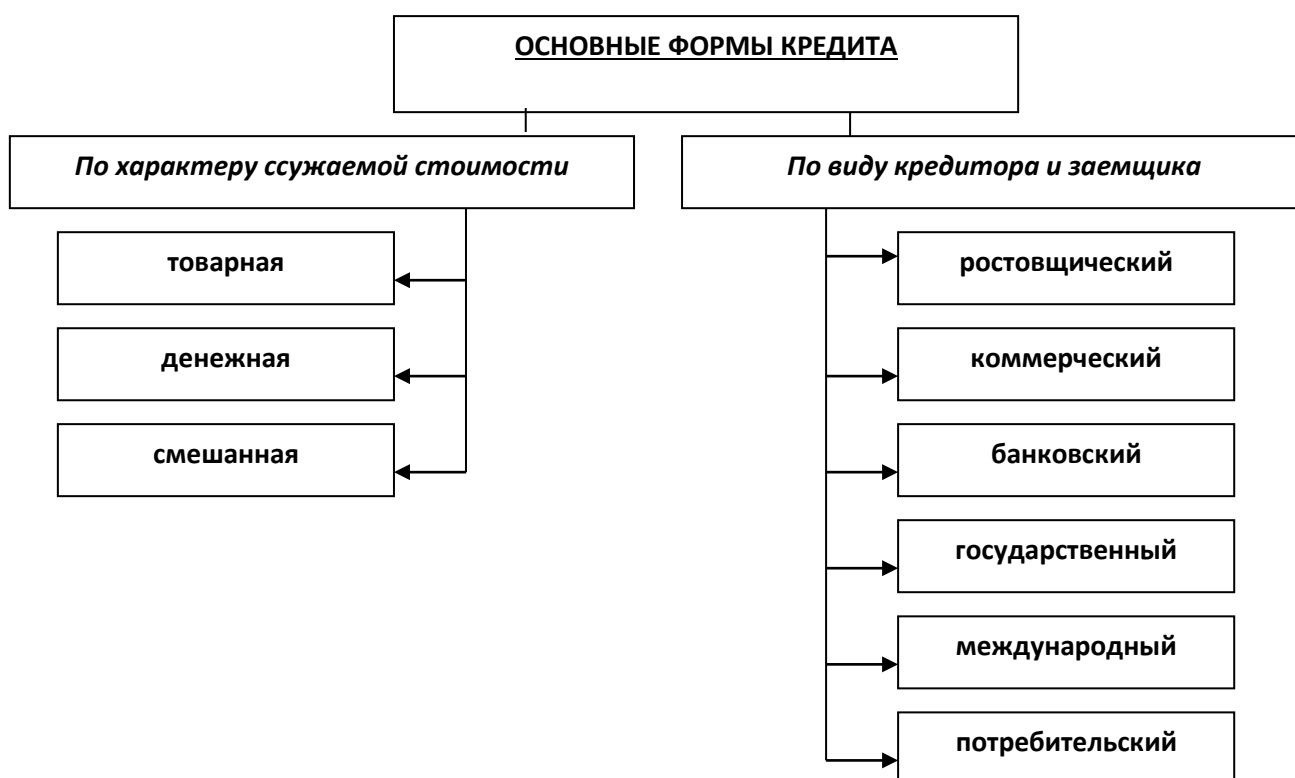 ОСНОВНЫЕ ФОРМЫ КРЕДИТА
По характеру ссужаемой стоимости
товарная
денежная
смешанная
По виду кредитора и заемщика
ростовщический
коммерческий
банковский
государственный
международный
потребительский